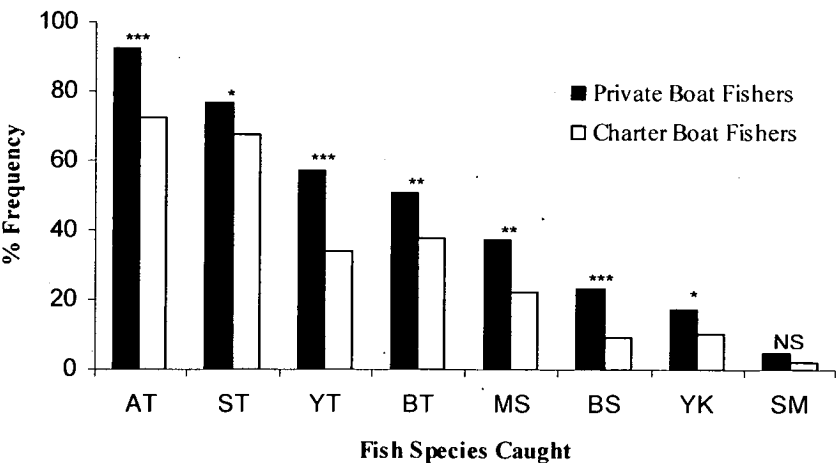 100
80
60
40
20
0
% Frequency
***
*
***
**
**
***
*
NS
Private Boat Fishers
Charter Boat Fishers
AT ST YT BT MS BS YK SM
Fish Species Caught